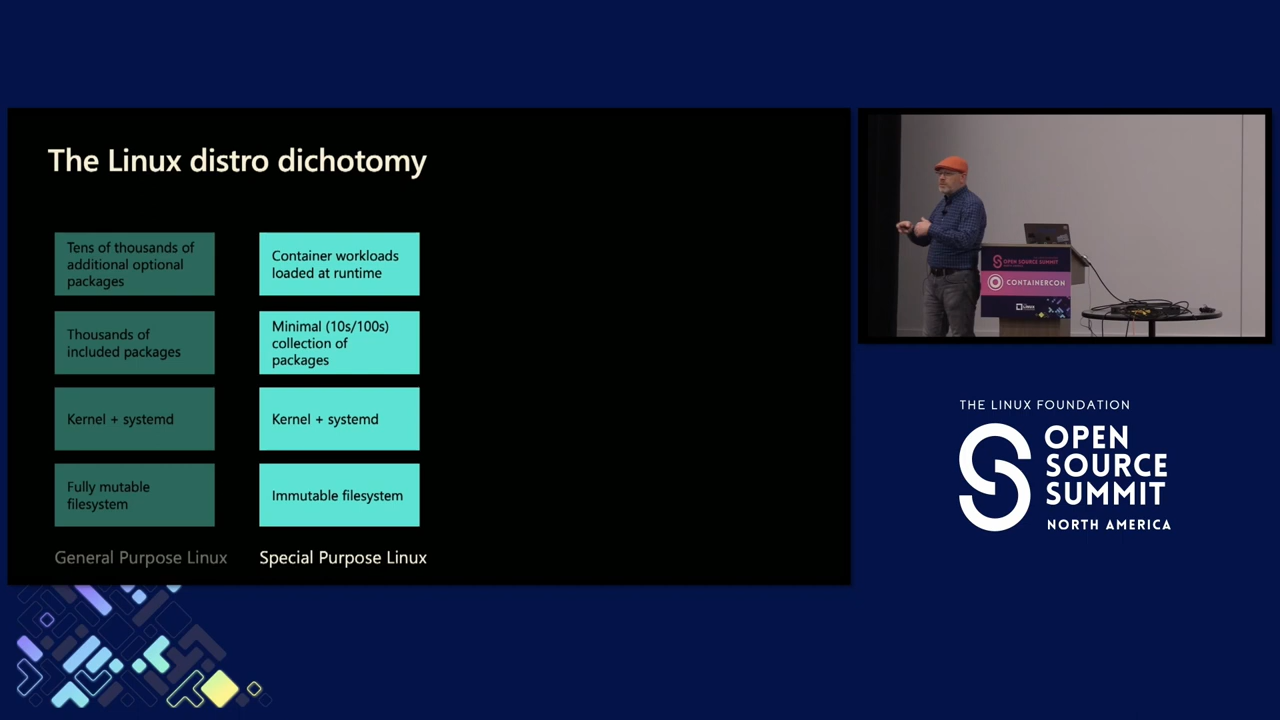 The Linux distro dichotomy
Tens of thousands of
additional optional
packages
Container workloads
loaded at runtime
Thousands of
included packages
Minimal (10s/100s)
collection of
packages
Kernel + systemd
Kernel + systemd
Fully mutable
filesystem
Immutable filesystem
General Purpose Linux
Special Purpose Linux
OPEN SOURCE SUMMIT
CONTAINERCON
THE LINUX FOUNDATION
OPEN
SOURCE
SUMMIT
NORTH AMERICA